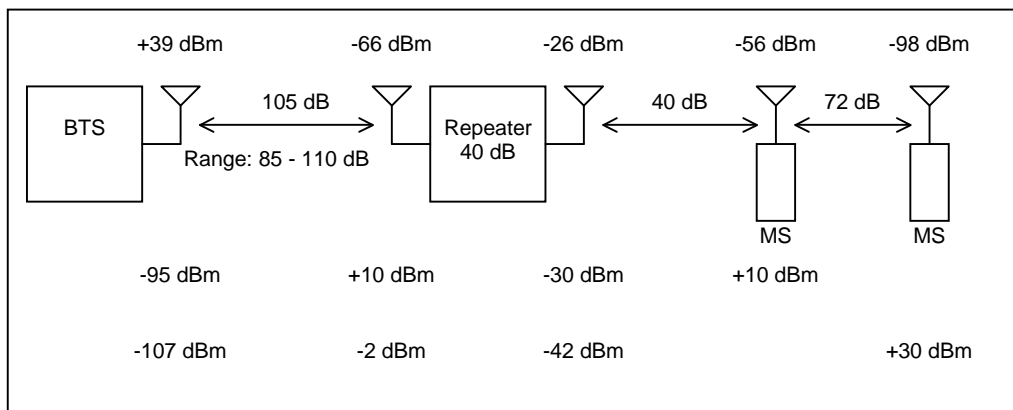 +39 dBm -66 dBm -26 dBm -56 dBm -98 dBm
105 dB 40 dB 72 dB
BTS Repeater
40 dB
Range: 85 - 110 dB
MS MS
-95 dBm +10 dBm -30 dBm +10 dBm
-107 dBm -2 dBm -42 dBm +30 dBm